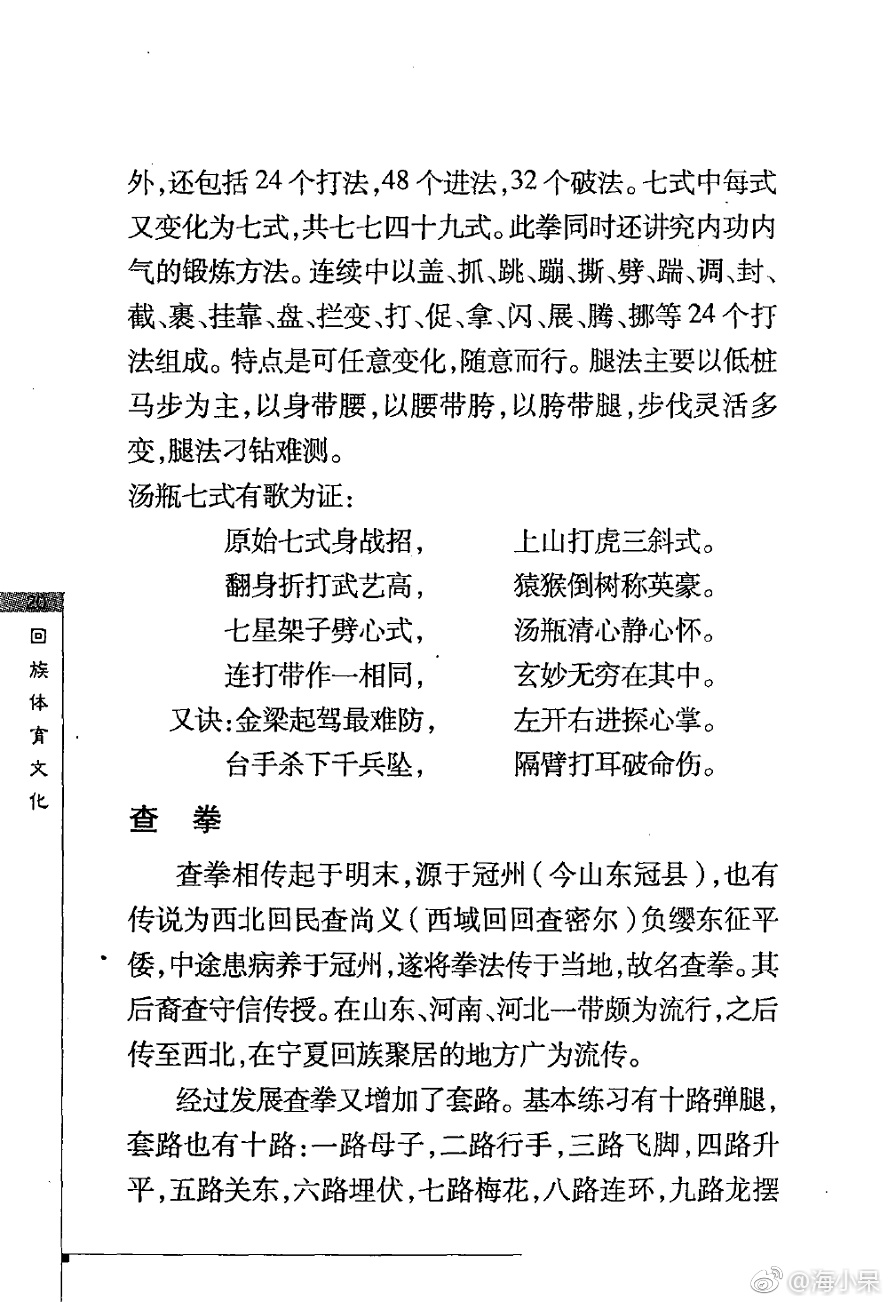 外,还包括24个打法,48个进法,32个破法。七式中每式
又变化为七式,共七七四十九式。此拳同时还讲究内功内
气的锻炼方法。连续中以盖、抓、跳、蹦、撕、劈、踹、调、封、
截、裹、挂靠、盘、拦变、打、促、拿、闪、展、腾、挪等24个打
法组成。特点是可任意变化,随意而行。腿法主要以低桩
马步为主,以身带腰,以腰带胯,以胯带腿,步伐灵活多
变,腿法刁钻难测。
汤瓶七式有歌为证:
原始七式身战招, 上山打虎三斜式。
翻身折打武艺高, 猿猴倒树称英豪。
七星架子劈心式, 汤瓶清心静心怀。
连打带作一相同, 玄妙无穷在其中。
又诀:金梁起驾最难防, 左开右进探心掌。
台手杀下千兵坠, 隔臂打耳破命伤。
查 拳
查拳相传起于明末,源于冠州(今山东冠县),也有
传说为西北回民查尚义(西域回回查密尔)负缨东征平
倭,中途患病养于冠州,遂将拳法传于当地,故名查拳。其
后裔查守信传授。在山东、河南、河北一带颇为流行,之后
传至西北,在宁夏回族聚居的地方广为流传。
经过发展查拳又增加了套路。基本练习有十路弹腿,
套路也有十路:一路母子,二路行手,三路飞脚,四路升
平,五路关东,六路埋伏,七路梅花,八路连环,九路龙摆
20
回族体育文化
@海小呆